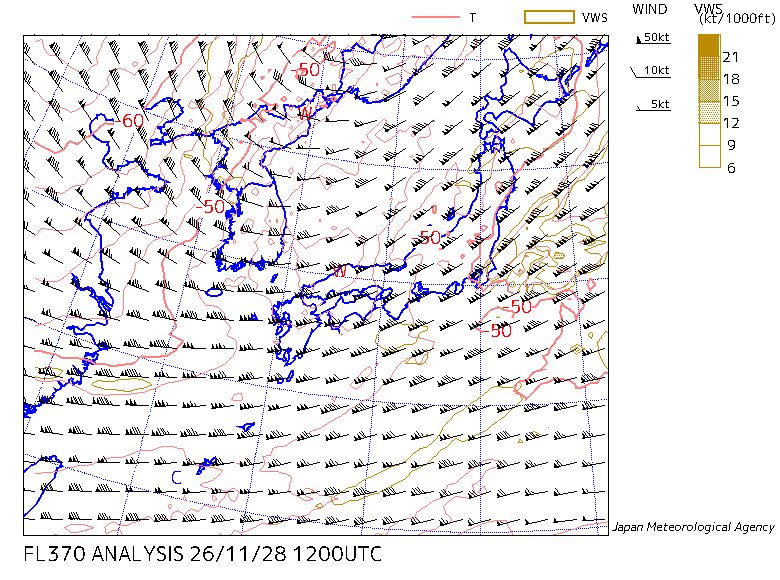 T
VWS
WIND
VWS
(kt/1000ft)
50kt
10kt
5kt
21
18
15
12
9
6
-50
W
-60
-50
50
W
-50
-50
C
Japan Meteorological Agency
FL370 ANALYSIS 26/11/28 1200UTC